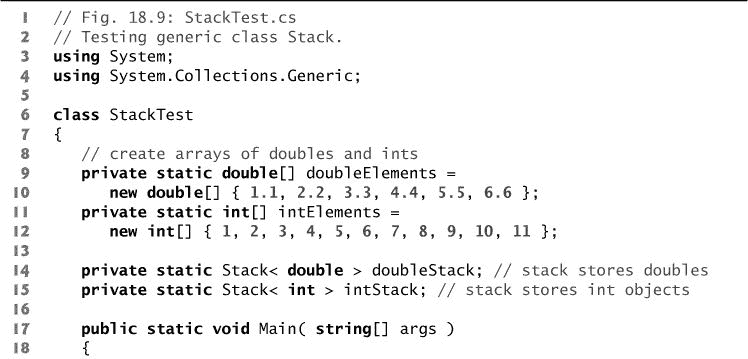 1 // Fig. 18.9: StackTest.cs
2 // Testing generic class Stack.
3 using System;
4 using System.Collections.Generic;
5
6 class StackTest
7 {
8 // create arrays of doubles and ints
9 private static double[] doubleElements =
10 new double[] { 1.1, 2.2, 3.3, 4.4, 5.5, 6.6 };
11 private static int[] intElements =
12 new int[] { 1, 2, 3, 4, 5, 6, 7, 8, 9, 10, 11 };
13
14 private static Stack< double > doubleStack; // stack stores doubles
15 private static Stack< int > intStack; // stack stores int objects
16
17 public static void Main( string[] args )
18 {